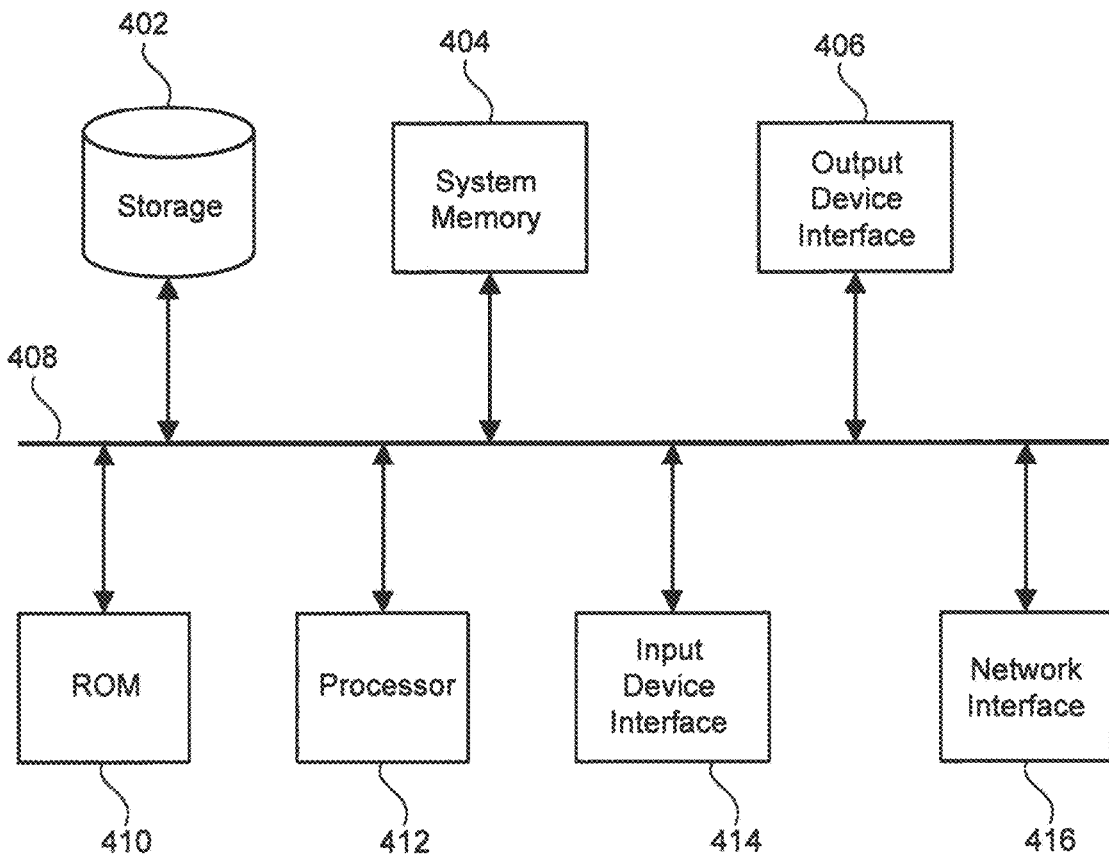 402
404
406
Storage
System
Memory
Output
Device
Interface
408
ROM
Processor
Input
Device
Interface
Network
Interface
410
412
414
416